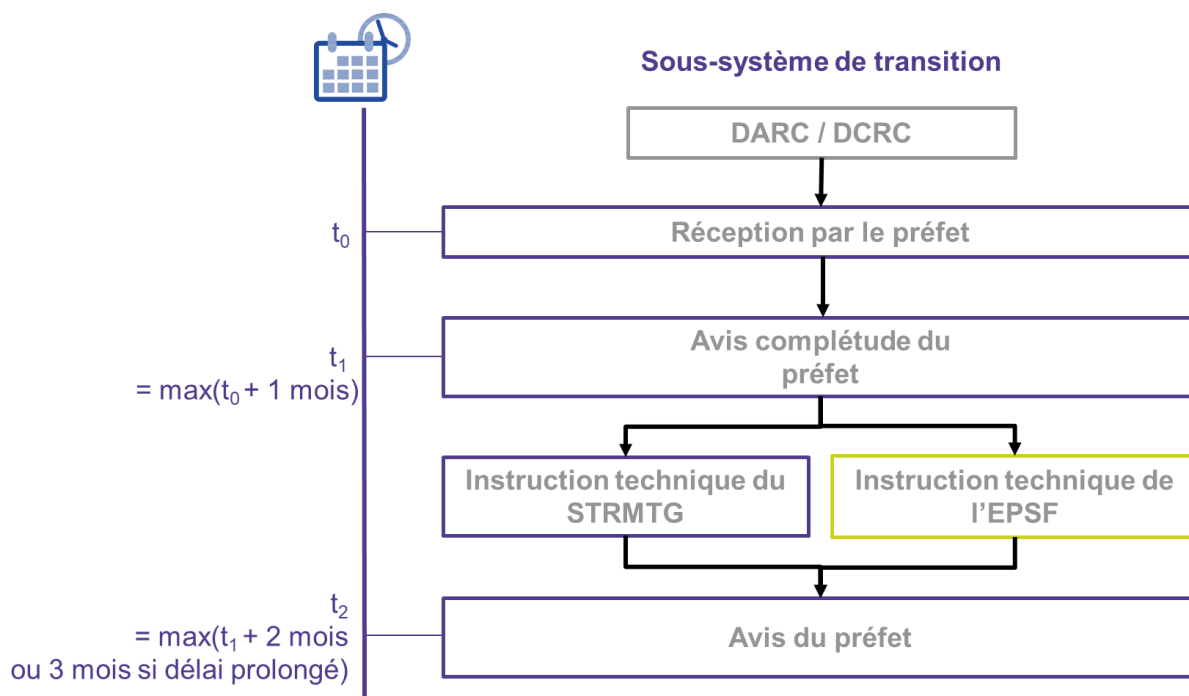 Sous-système de transition
DARC / DCRC
t₀
Réception par le préfet
t₁
= max(t₀ + 1 mois)
Avis complétude du
préfet
Instruction technique du
STRMTG
Instruction technique de
l’EPSF
t₂
= max(t₁ + 2 mois
ou 3 mois si délai prolongé)
Avis du préfet